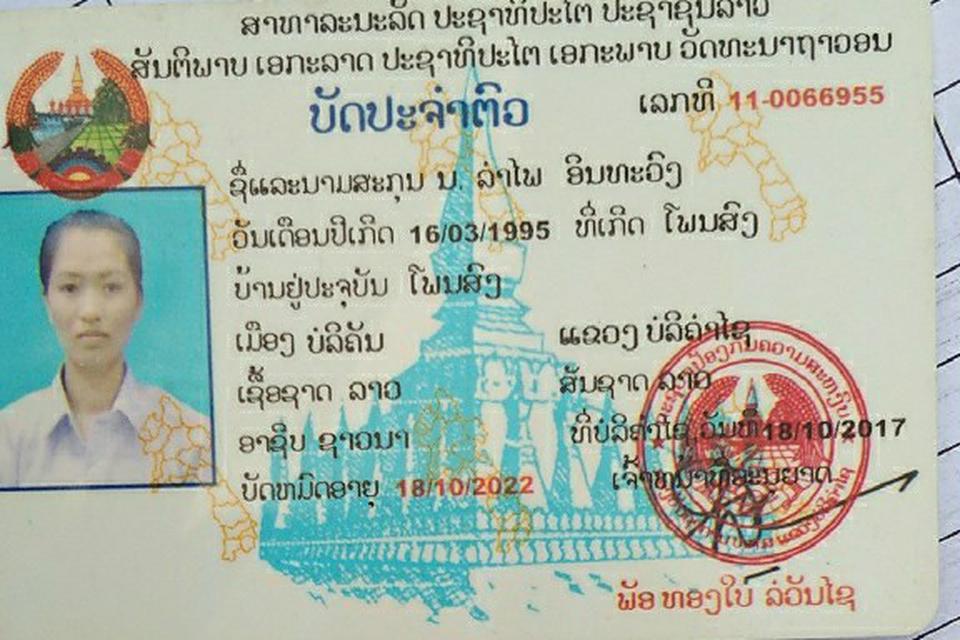 ສາທາລະນະລັດ ປະຊາທິປະໄຕ ປະຊາຊົນລາວ
ສັນຕິພາບ ເອກະລາດ ປະຊາທິປະໄຕ ເອກະພາບ ວັດທະນາຖາວອນ
ບັດປະຈຳຕົວ ເລກທີ 11-0066955
ຊື່ແລະນາມສະກຸນ ນ. ລຳໄພ ອິນທະວົງ
ວັນເດືອນປີເກີດ 16/03/1995 ທີ່ເກີດ ໂພນສົງ
ບ້ານຢູ່ປະຈຸບັນ ໂພນສົງ
ເມືອງ ບໍລິຄັນ ແຂວງ ບໍລິຄຳໄຊ
ເຊື້ອຊາດ ລາວ ສັນຊາດ ລາວ
ອາຊີບ ຊາວນາ ທີ່ບໍລິຄຳໄຊ ວັນທີ 18/10/2017
ບັດຫມົດອາຍຸ 18/10/2022 ເຈົ້າຫນ້າທີ່ອະນຸຍາດ
ພັອ ທອງໃບ ລໍວັນໄຊ